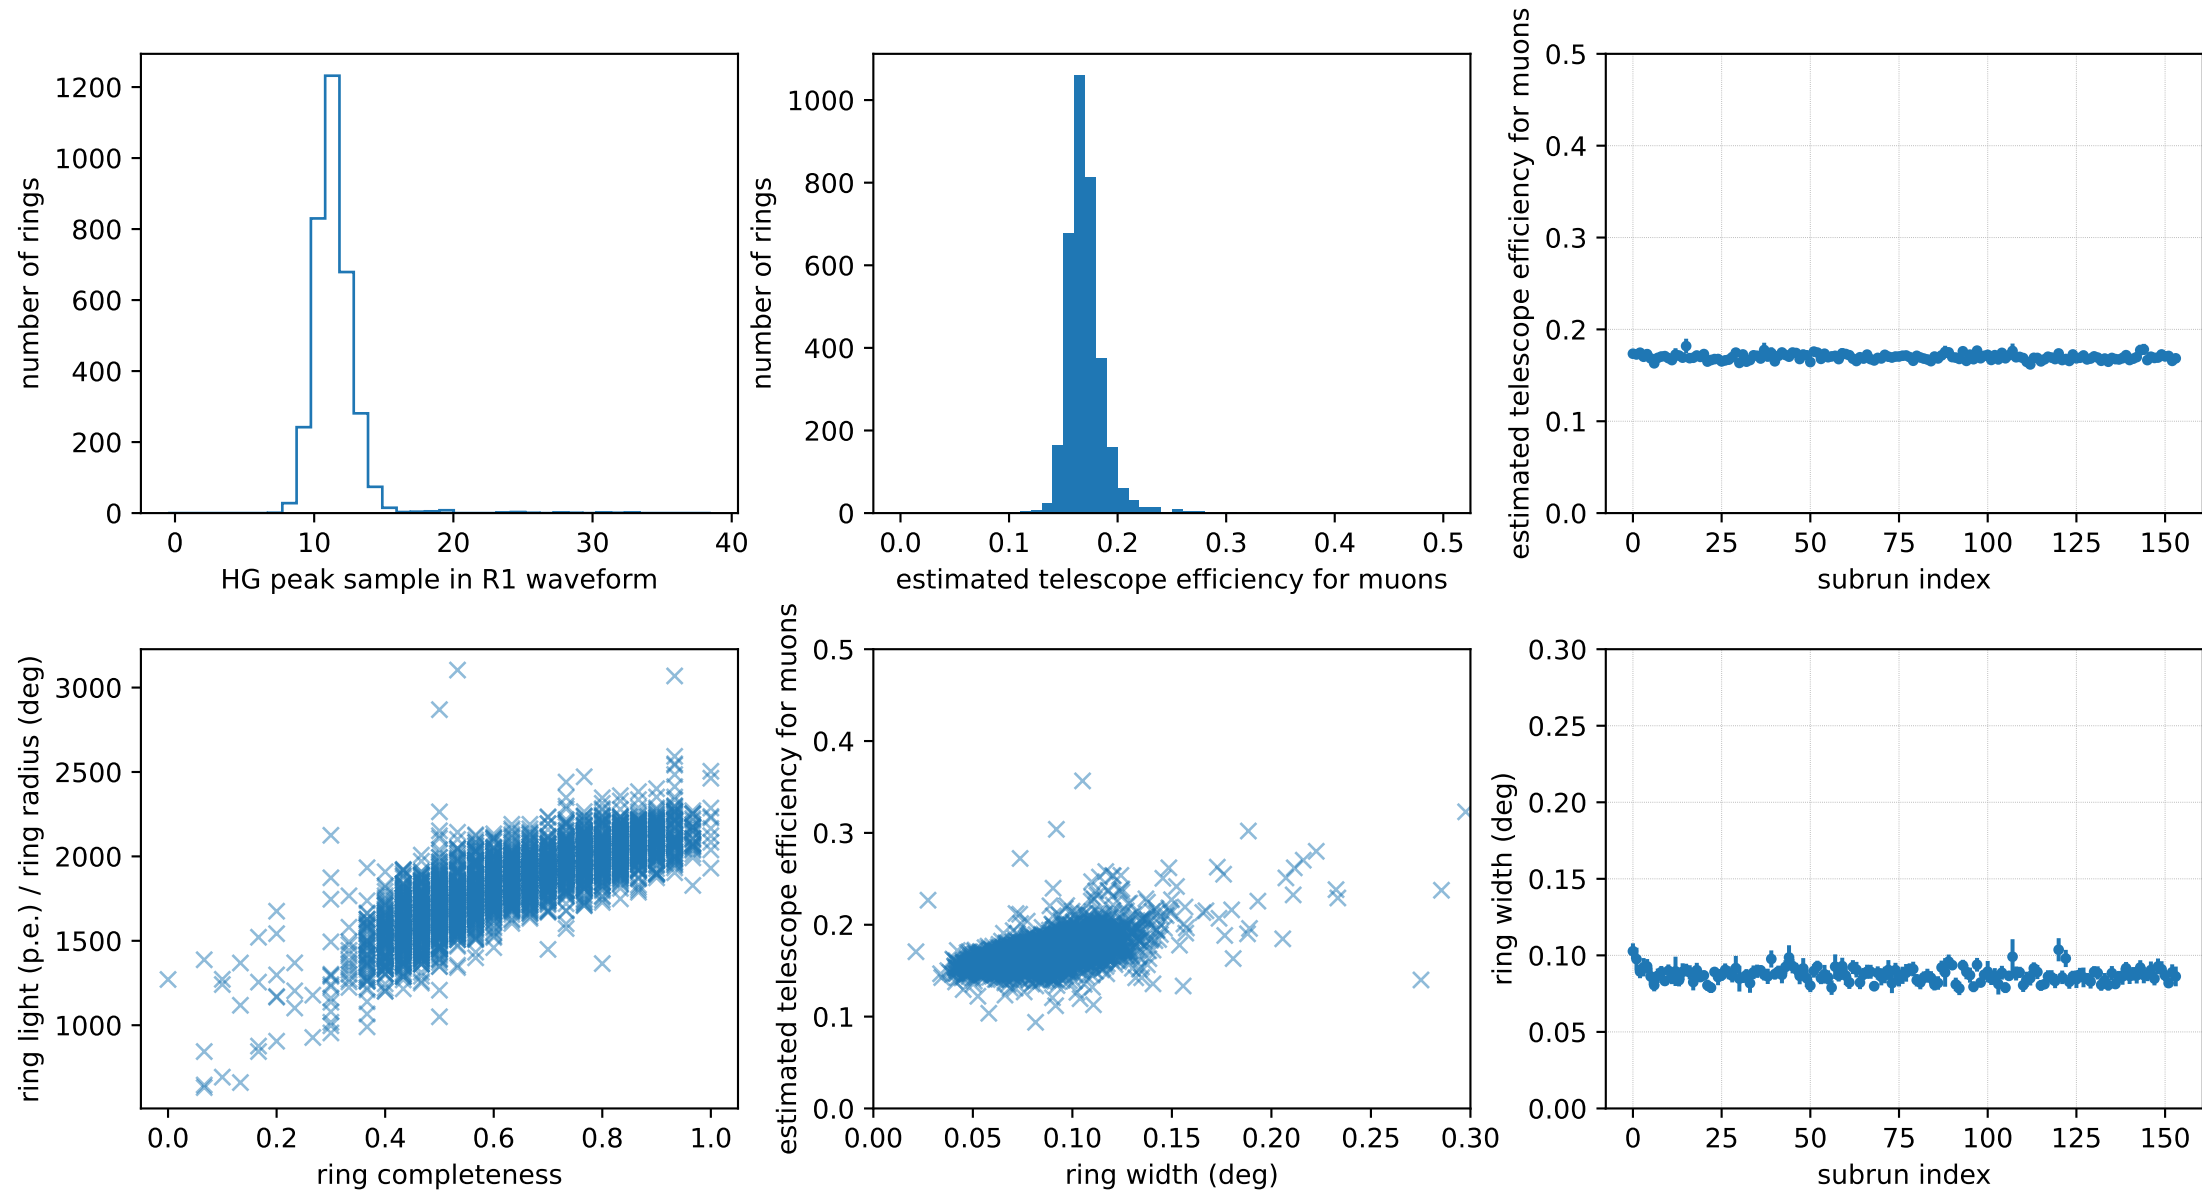 1200
1000
800
600
400
200
0
number of rings
0 10 20 30 40
HG peak sample in R1 waveform
1000
800
600
400
200
0
number of rings
0.0 0.1 0.2 0.3 0.4 0.5
estimated telescope efficiency for muons
0.5
0.4
0.3
0.2
0.1
0.0
estimated telescope efficiency for muons
0 25 50 75 100 125 150
subrun index
3000
2500
2000
1500
1000
ring light (p.e.) / ring radius (deg)
0.0 0.2 0.4 0.6 0.8 1.0
ring completeness
0.5
0.4
0.3
0.2
0.1
0.0
estimated telescope efficiency for muons
0.00 0.05 0.10 0.15 0.20 0.25 0.30
ring width (deg)
0.30
0.25
0.20
0.15
0.10
0.05
0.00
ring width (deg)
0 25 50 75 100 125 150
subrun index